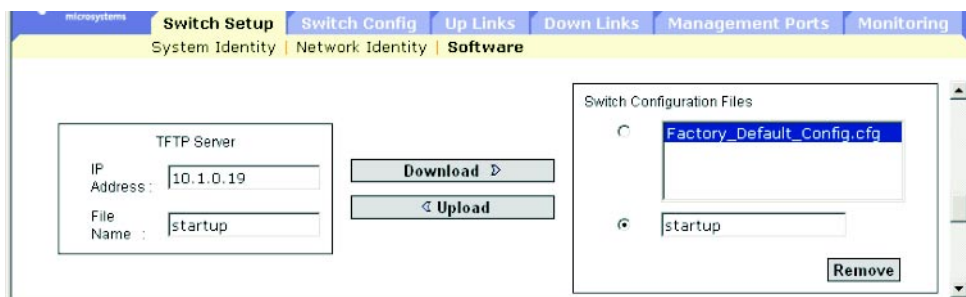 microsystems
Switch Setup
Switch Config
Up Links
Down Links
Management Ports
Monitoring
System Identity | Network Identity | Software
TFTP Server
IP Address :
10.1.0.19
File Name :
startup
Download
Upload
Switch Configuration Files
Factory_Default_Config.cfg
startup
Remove